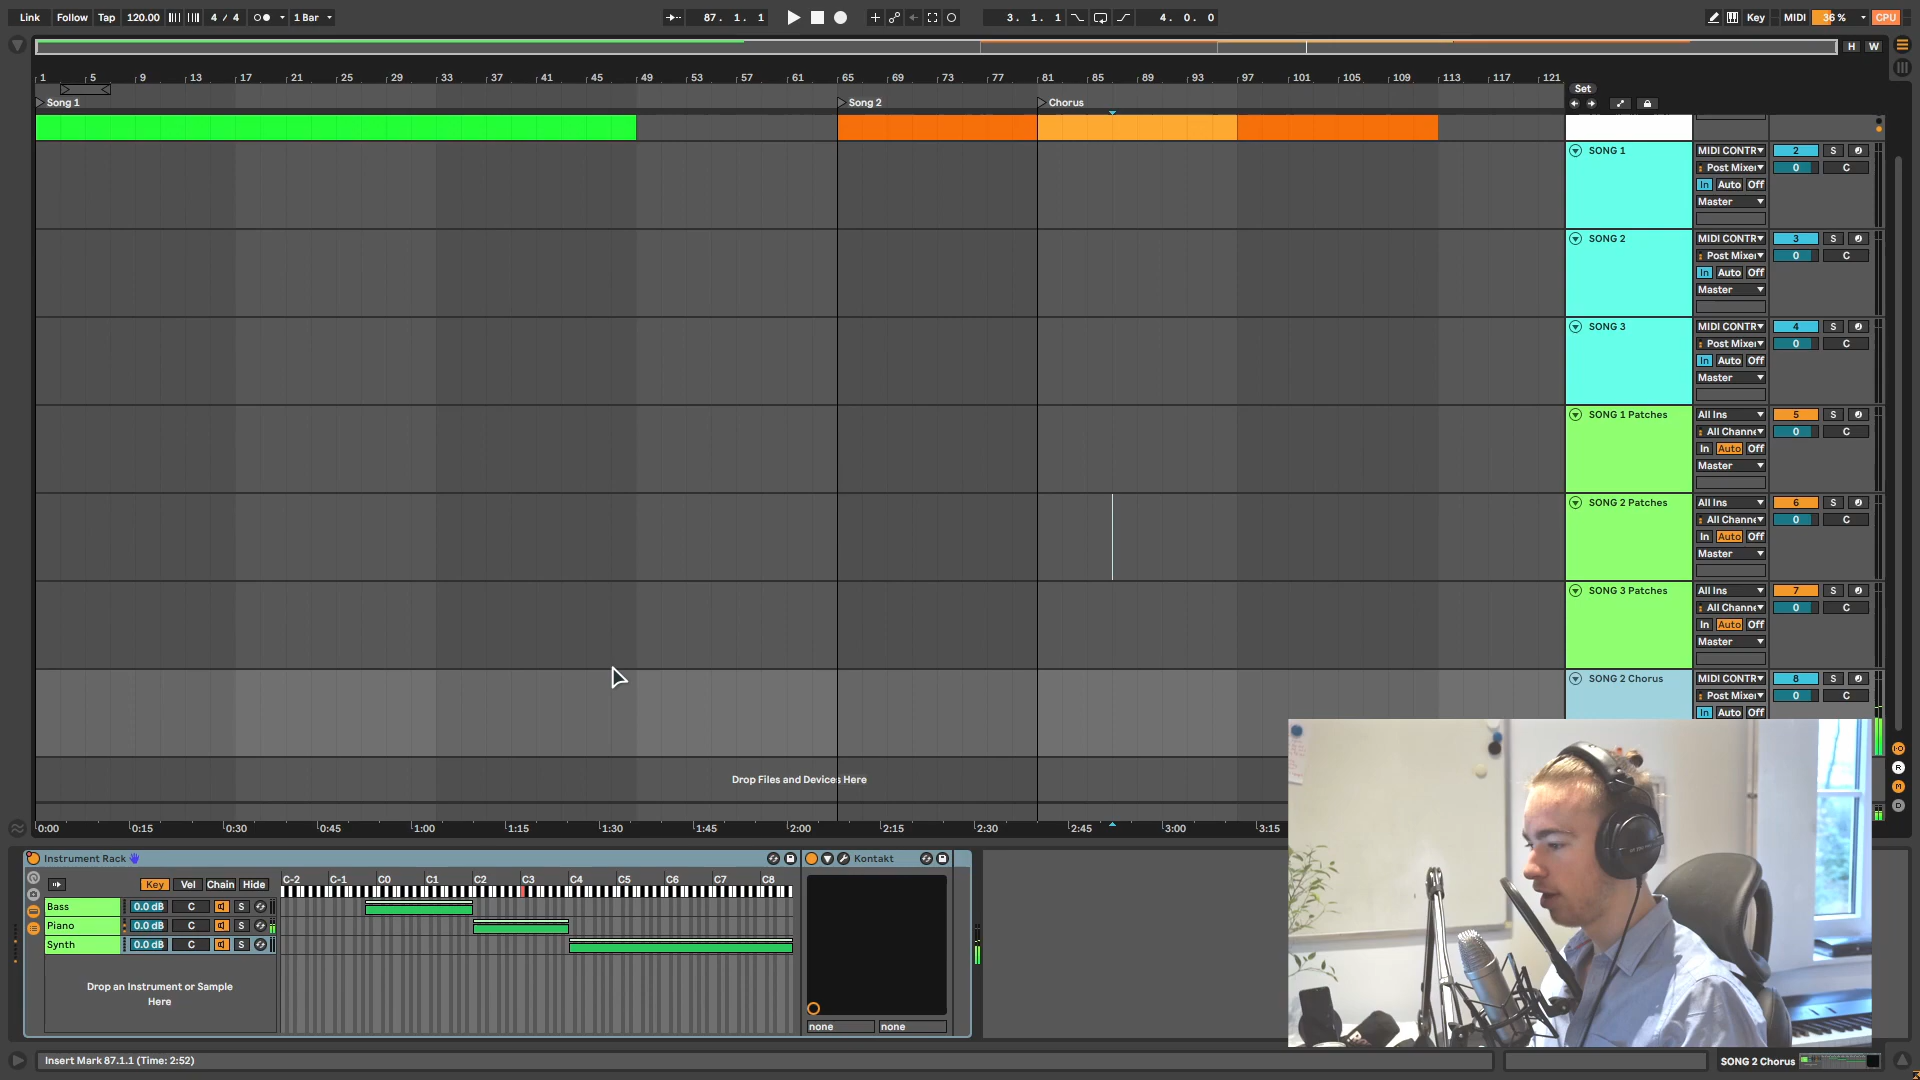 Link Follow Tap 120.00 4 / 4 1 Bar 87. 1. 1 3. 1. 1 4. 0. 0 Key MIDI 36 % CPU
H W
1 5 9 13 17 21 25 29 33 37 41 45 49 53 57 61 65 69 73 77 81 85 89 93 97 101 105 109 113 117 121
Set
Song 1 Song 2 Chorus
SONG 1 MIDI CONTR 2 S
Post Mixer 0 C
In Auto Off
Master
SONG 2 MIDI CONTR 3 S
Post Mixer 0 C
In Auto Off
Master
SONG 3 MIDI CONTR 4 S
Post Mixer 0 C
In Auto Off
Master
SONG 1 Patches All Ins 5 S
All Channe 0 C
In Auto Off
Master
SONG 2 Patches All Ins 6 S
All Channe 0 C
In Auto Off
Master
SONG 3 Patches All Ins 7 S
All Channe 0 C
In Auto Off
Master
SONG 2 Chorus MIDI CONTR 8 S
Post Mixer 0 C
In Auto Off
Drop Files and Devices Here
0:00 0:15 0:30 0:45 1:00 1:15 1:30 1:45 2:00 2:15 2:30 2:45 3:00 3:15
Instrument Rack Kontakt
Key Vel Chain Hide C-2 C-1 C0 C1 C2 C3 C4 C5 C6 C7 C8
Bass 0.0 dB C S
Piano 0.0 dB C S
Synth 0.0 dB C S
Drop an Instrument or Sample
Here
none none
Insert Mark 87.1.1 (Time: 2:52) SONG 2 Chorus